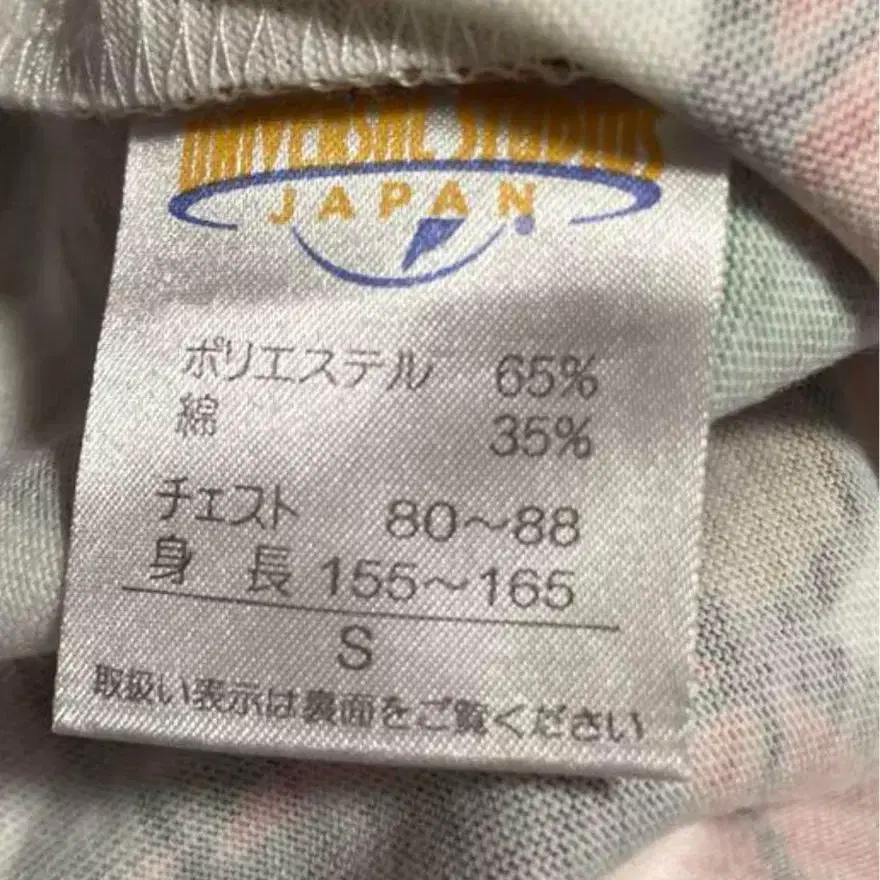 UNIVERSAL STUDIOS
JAPAN®
ポリエステル 65%
綿 35%
チェスト 80～88
身 長 155～165
S
取扱い表示は裏面をご覧ください